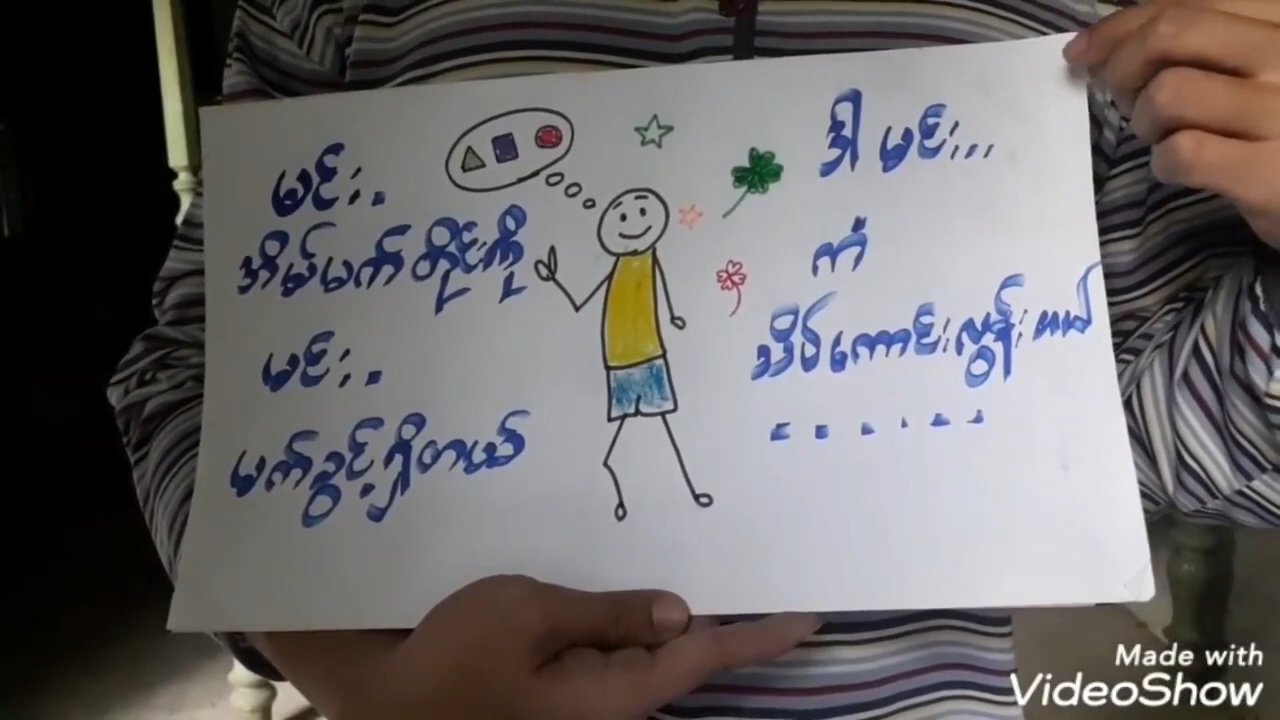 မင်း.
အိမ်မက်တိုင်းကို
မင်း.
မက်ခွင့်ရှိတယ်
ဒါ မင်း...
ကံ
သိပ်ကောင်းလွန်းတယ်
......
Made with
VideoShow